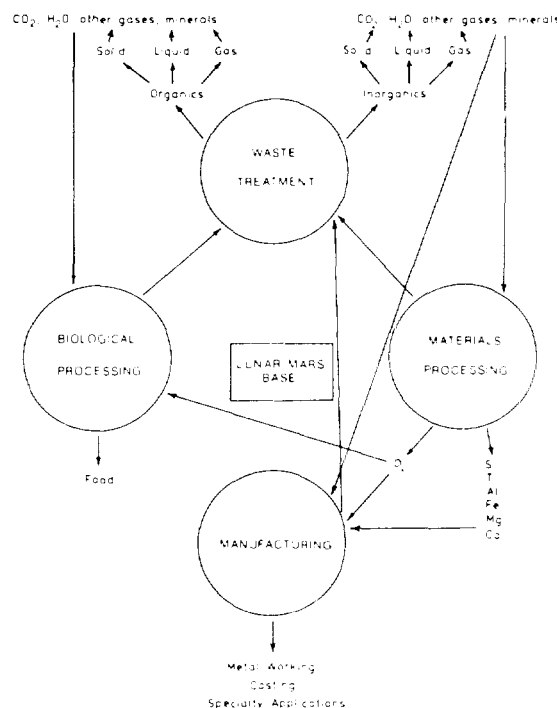 CO2, H2O other gases, minerals
CO2 H2O other gases minerals
Solid Liquid Gas
Solid Liquid Gas
Organics
Inorganics
WASTE
TREATMENT
BIOLOGICAL
PROCESSING
LUNAR MARS
BASE
MATERIALS
PROCESSING
O2
Food
S
T
Al
Fe
Mg
Ca
MANUFACTURING
Metal Working
Casting
Specialty Applications